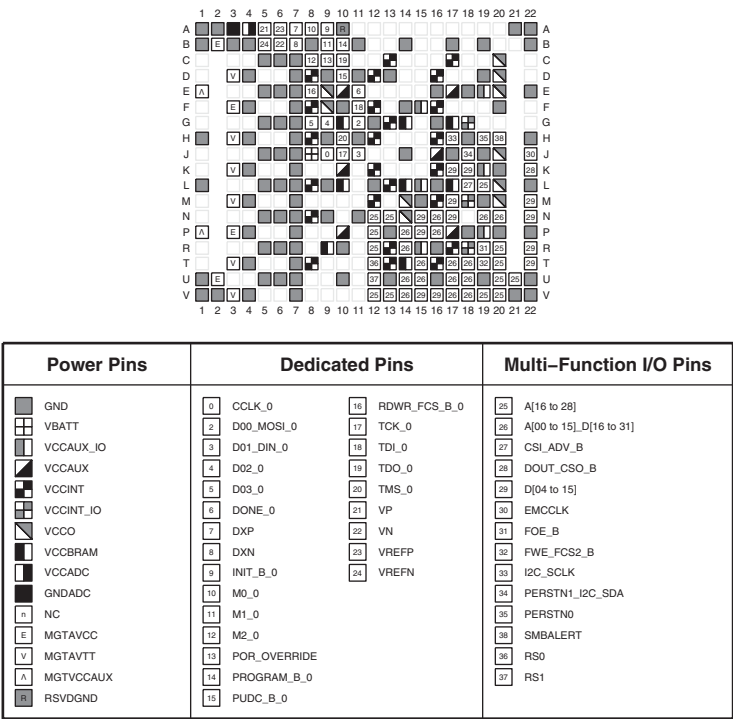 1 2 3 4 5 6 7 8 9 10 11 12 13 14 15 16 17 18 19 20 21 22
A 21 23 7 10 9 R A
B E 24 22 8 11 14 B
C 12 13 19 C
D V 15 D
E Λ 16 6 E
F E 18 F
G 5 4 2 G
H V 20 33 35 38 H
J 0 17 3 34 30 J
K V 29 29 28 K
L 27 25 L
M V 29 29 M
N 25 25 29 26 29 26 26 29 N
P Λ E 25 26 29 26 P
R 25 26 31 25 29 R
T V 36 26 26 26 32 25 29 T
U E 37 26 29 29 26 26 26 25 25 U
V V 25 25 29 29 26 26 25 25 V
1 2 3 4 5 6 7 8 9 10 11 12 13 14 15 16 17 18 19 20 21 22
Power Pins
GND
VBATT
VCCAUX_IO
VCCAUX
VCCINT
VCCINT_IO
VCCO
VCCBRAM
VCCADC
GNDADC
n NC
E MGTAVCC
V MGTAVTT
Λ MGTVCCAUX
R RSVDGND
Dedicated Pins
0 CCLK_0
2 D00_MOSI_0
3 D01_DIN_0
4 D02_0
5 D03_0
6 DONE_0
7 DXP
8 DXN
9 INIT_B_0
10 M0_0
11 M1_0
12 M2_0
13 POR_OVERRIDE
14 PROGRAM_B_0
15 PUDC_B_0
16 RDWR_FCS_B_0
17 TCK_0
18 TDI_0
19 TDO_0
20 TMS_0
21 VP
22 VN
23 VREFP
24 VREFN
Multi−Function I/O Pins
25 A[16 to 28]
26 A[00 to 15]_D[16 to 31]
27 CSI_ADV_B
28 DOUT_CSO_B
29 D[04 to 15]
30 EMCCLK
31 FOE_B
32 FWE_FCS2_B
33 I2C_SCLK
34 PERSTN1_I2C_SDA
35 PERSTN0
38 SMBALERT
36 RS0
37 RS1